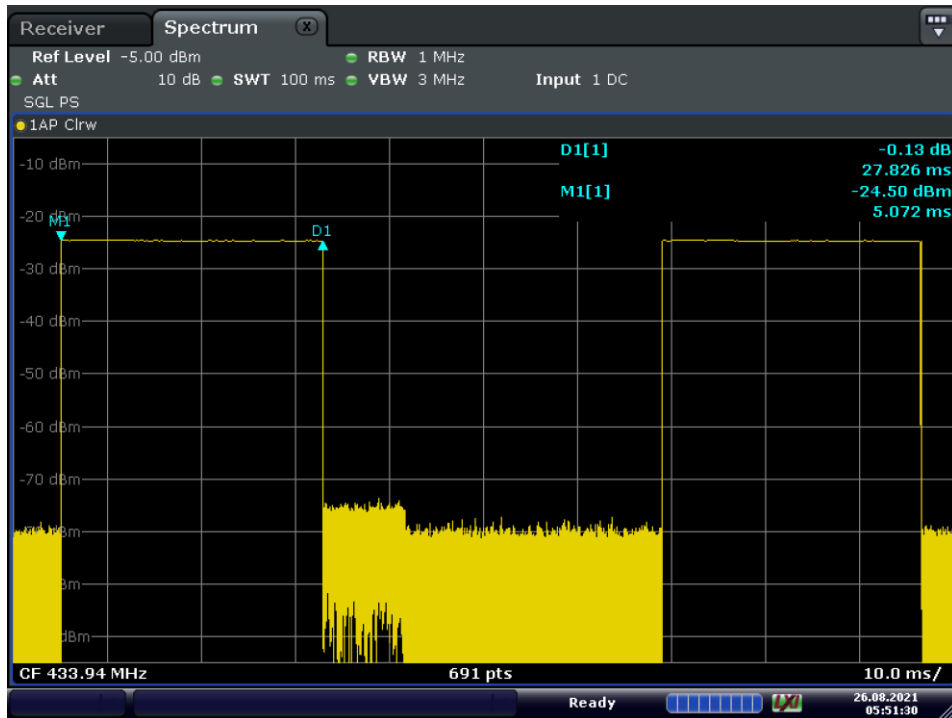 Receiver Spectrum X
Ref Level -5.00 dBm RBW 1 MHz
Att 10 dB SWT 100 ms VBW 3 MHz Input 1 DC
SGL PS
1AP Clrw
D1[1] -0.13 dB
27.826 ms
M1[1] -24.50 dBm
5.072 ms
-10 dBm
-20 dBm
M1
D1
-30 dBm
-40 dBm
-50 dBm
-60 dBm
-70 dBm
dBm
CF 433.94 MHz 691 pts 10.0 ms/
Ready LXI 26.08.2021
05:51:30